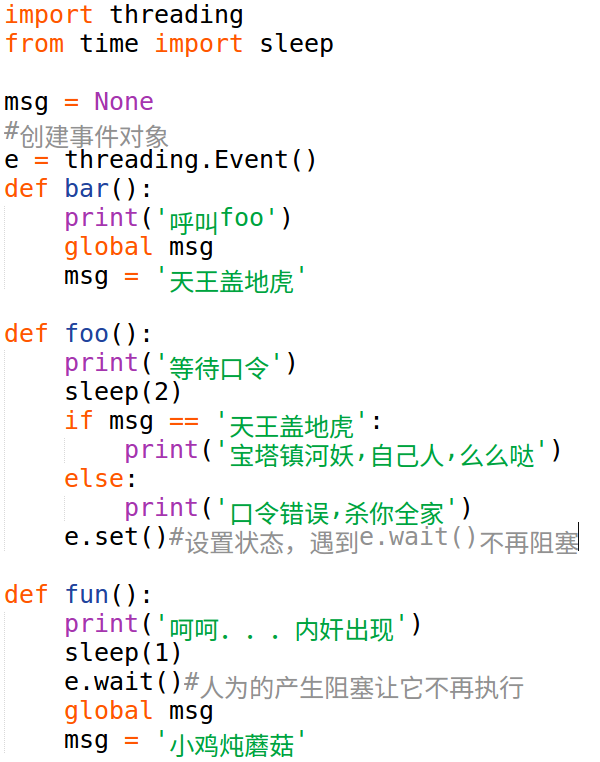 import threading
from time import sleep
msg = None
#创建事件对象
e = threading.Event()
def bar():
    print('呼叫foo')
    global msg
    msg = '天王盖地虎'
def foo():
    print('等待口令')
    sleep(2)
    if msg == '天王盖地虎':
        print('宝塔镇河妖,自己人,么么哒')
    else:
        print('口令错误,杀你全家')
    e.set()#设置状态，遇到e.wait()不再阻塞
def fun():
    print('呵呵．．．内奸出现')
    sleep(1)
    e.wait()#人为的产生阻塞让它不再执行
    global msg
    msg = '小鸡炖蘑菇'